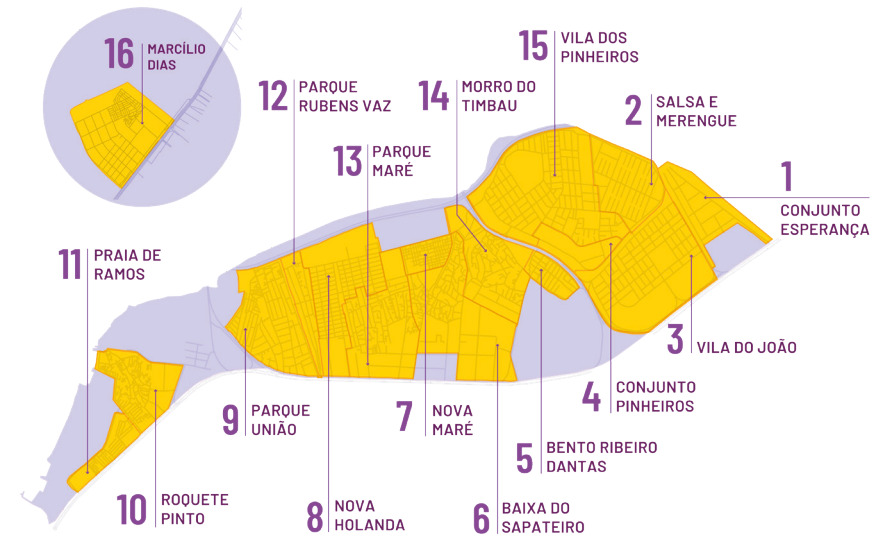 16
MARCÍLIO
DIAS
12
PARQUE
RUBENS VAZ
14
MORRO DO
TIMBAU
15
VILA DOS
PINHEIROS
2
SALSA E
MERENGUE
13
PARQUE
MARÉ
1
CONJUNTO
ESPERANÇA
11
PRAIA DE
RAMOS
3
VILA DO JOÃO
4
CONJUNTO
PINHEIROS
9
PARQUE
UNIÃO
7
NOVA
MARÉ
5
BENTO RIBEIRO
DANTAS
10
ROQUETE
PINTO
8
NOVA
HOLANDA
6
BAIXA DO
SAPATEIRO